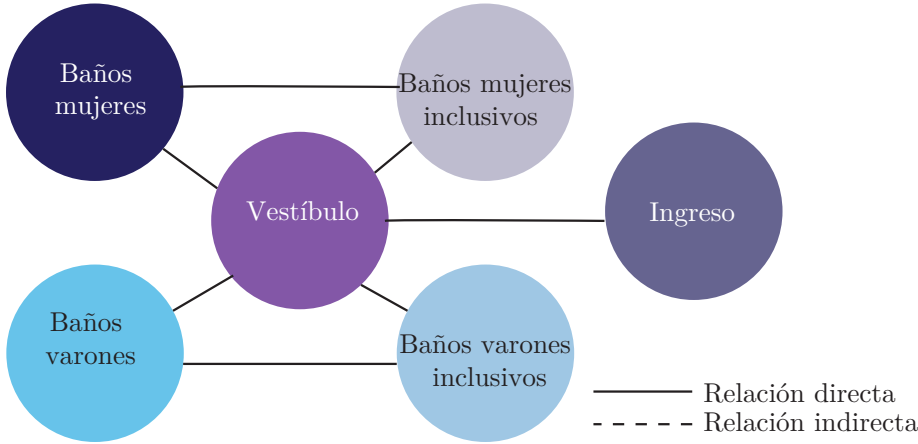 Baños
mujeres
Baños mujeres
inclusivos
Vestíbulo
Ingreso
Baños
varones
Baños varones
inclusivos
Relación directa
Relación indirecta